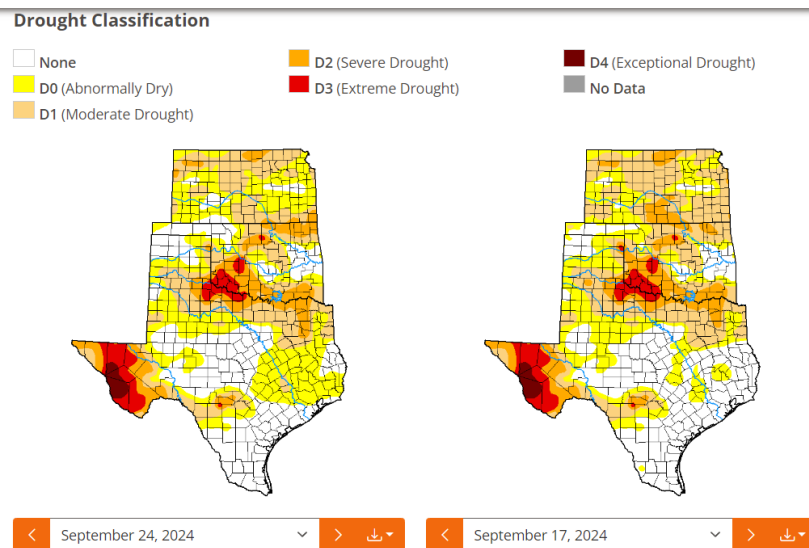 Drought Classification
None
D0 (Abnormally Dry)
D1 (Moderate Drought)
D2 (Severe Drought)
D3 (Extreme Drought)
D4 (Exceptional Drought)
No Data
September 24, 2024
September 17, 2024